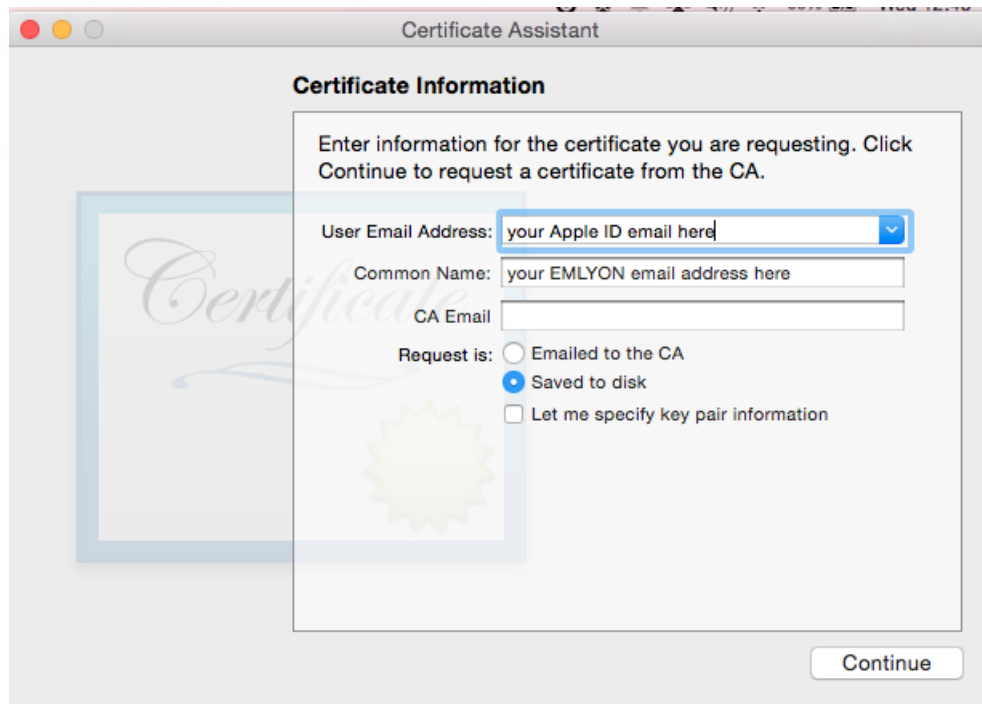 Certificate Assistant
Certificate Information
Enter information for the certificate you are requesting. Click
Continue to request a certificate from the CA.
User Email Address: your Apple ID email here
Common Name: your EMLYON email address here
CA Email
Request is: Emailed to the CA
Saved to disk
Let me specify key pair information
Certificate
Continue